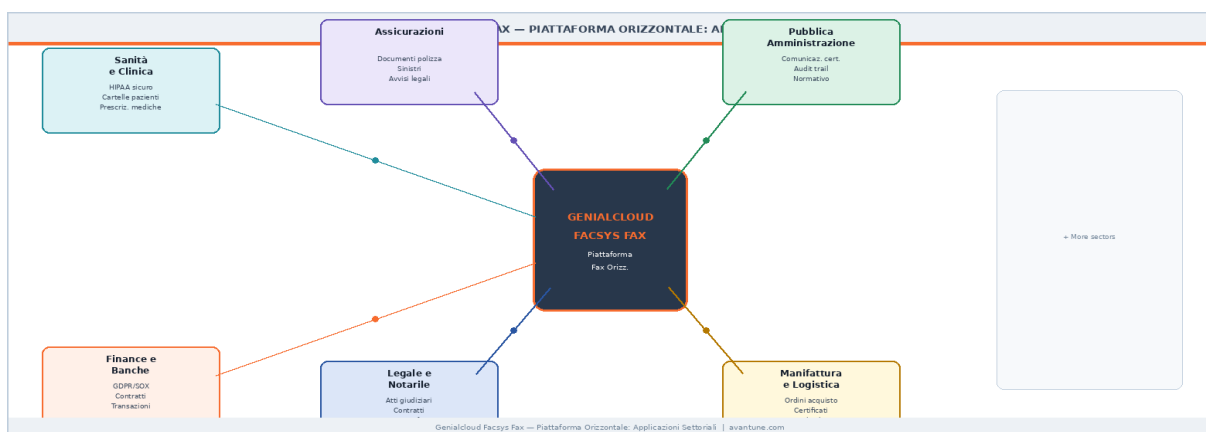 AX — PIATTAFORMA ORIZZONTALE: A
Assicurazioni
Documenti polizza
Sinistri
Avvisi legali
Pubblica
Amministrazione
Comunicaz. cert.
Audit trail
Normativo
Sanità
e Clinica
HIPAA sicuro
Cartelle pazienti
Prescriz. mediche
GENIALCLOUD
FACSYS FAX
Piattaforma
Fax Orizz.
+ More sectors
Finance e
Banche
GDPR/SOX
Contratti
Transazioni
Legale e
Notarile
Atti giudiziari
Contratti
Manifattura
e Logistica
Ordini acquisto
Certificati
Genialcloud Facsys Fax — Piattaforma Orizzontale: Applicazioni Settoriali | avantune.com